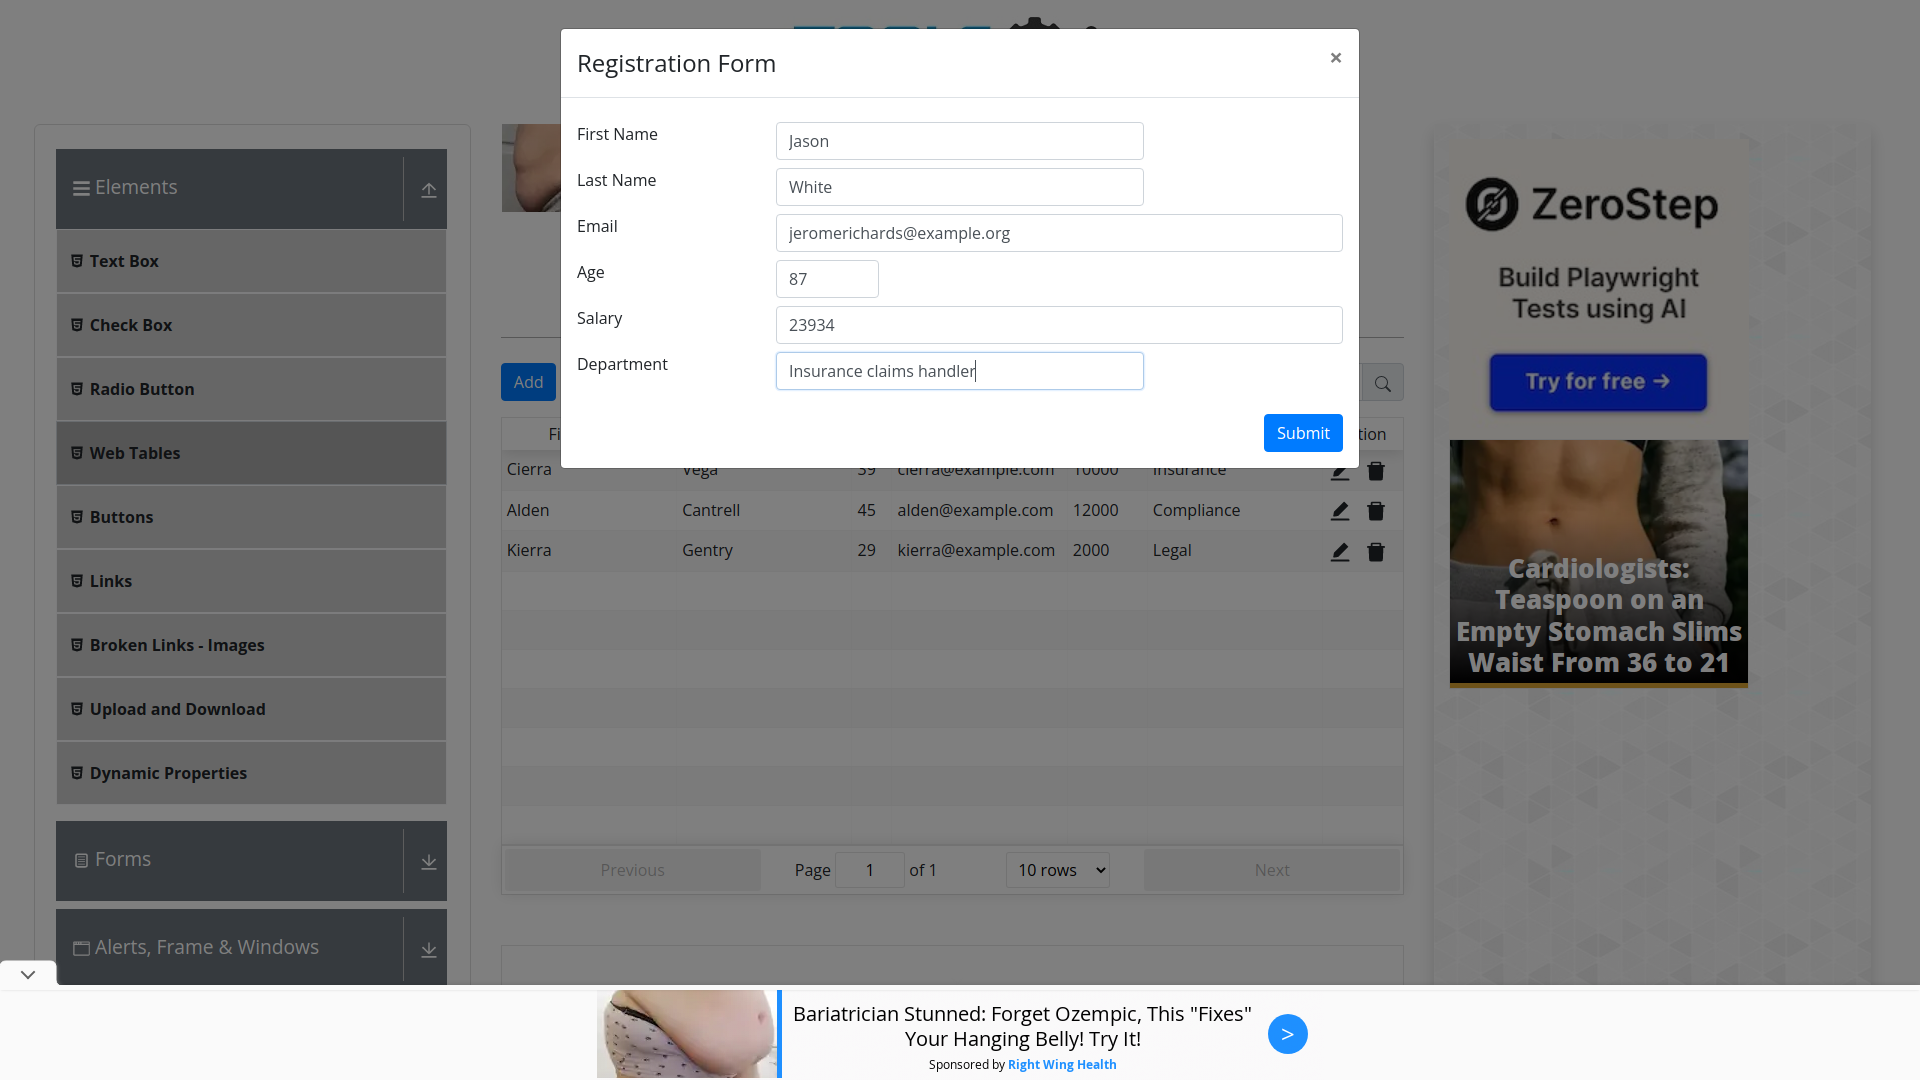 Registration Form
×
First Name
Jason
Last Name
White
Email
jeromerichards@example.org
Age
87
Salary
23934
Department
Insurance claims handler
Submit
Elements
Text Box
Check Box
Radio Button
Web Tables
Buttons
Links
Broken Links - Images
Upload and Download
Dynamic Properties
Forms
Alerts, Frame & Windows
Add
Cierra Vega 39 cierra@example.com 10000 Insurance
Alden Cantrell 45 alden@example.com 12000 Compliance
Kierra Gentry 29 kierra@example.com 2000 Legal
Previous
Page 1 of 1
10 rows
Next
ZeroStep
Build Playwright
Tests using AI
Try for free →
Cardiologists:
Teaspoon on an
Empty Stomach Slims
Waist From 36 to 21
Bariatrician Stunned: Forget Ozempic, This "Fixes"
Your Hanging Belly! Try It!
Sponsored by Right Wing Health
>